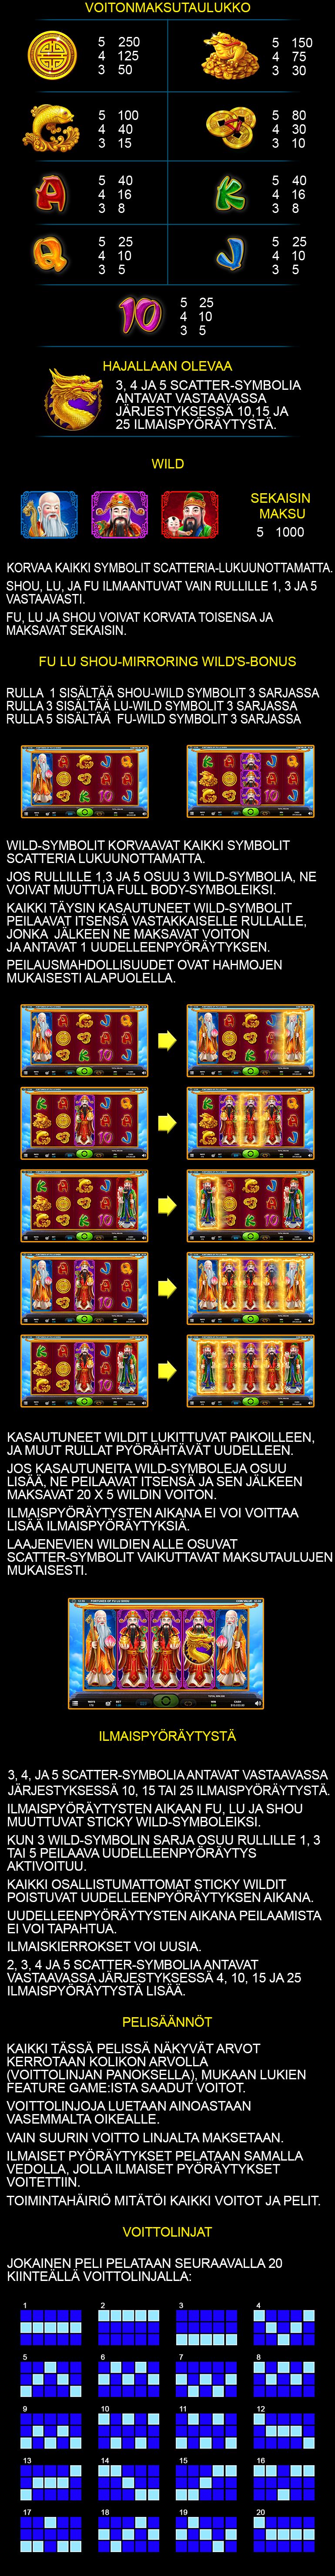 VOITONMAKSUTAULUKKO
5 250
4 125
3 50
5 150
4 75
3 30
5 100
4 40
3 15
5 80
4 30
3 10
A
5 40
4 16
3 8
K
5 40
4 16
3 8
Q
5 25
4 10
3 5
J
5 25
4 10
3 5
10
5 25
4 10
3 5
HAJALLAAN OLEVAA
3, 4 JA 5 SCATTER-SYMBOLIA
ANTAVAT VASTAAVASSA
JÄRJESTYKSESSÄ 10,15 JA
25 ILMAISPYÖRÄYTYSTÄ.
WILD
SEKAISIN
MAKSU
5 1000
KORVAA KAIKKI SYMBOLIT SCATTERIA-LUKUUNOTTAMATTA.
SHOU, LU, JA FU ILMAANTUVAT VAIN RULLILLE 1, 3 JA 5
VASTAAVASTI.
FU, LU JA SHOU VOIVAT KORVATA TOISENSA JA
MAKSAVAT SEKAISIN.
FU LU SHOU-MIRRORING WILD'S-BONUS
RULLA 1 SISÄLTÄÄ SHOU-WILD SYMBOLIT 3 SARJASSA
RULLA 3 SISÄLTÄÄ LU-WILD SYMBOLIT 3 SARJASSA
RULLA 5 SISÄLTÄÄ FU-WILD SYMBOLIT 3 SARJASSA
WILD-SYMBOLIT KORVAAVAT KAIKKI SYMBOLIT
SCATTERIA LUKUUNOTTAMATTA.
JOS RULLILLE 1,3 JA 5 OSUU 3 WILD-SYMBOLIA, NE
VOIVAT MUUTTUA FULL BODY-SYMBOLEIKSI.
KAIKKI TÄYSIN KASAUTUNEET WILD-SYMBOLIT
PEILAAVAT ITSENSÄ VASTAKKAISELLE RULLALLE,
JONKA JÄLKEEN NE MAKSAVAT VOITON
JA ANTAVAT 1 UUDELLEENPYÖRÄYTYKSEN.
PEILAUSMAHDOLLISUUDET OVAT HAHMOJEN
MUKAISESTI ALAPUOLELLA.
KASAUTUNEET WILDIT LUKITTUVAT PAIKOILLEEN,
JA MUUT RULLAT PYÖRÄHTÄVÄT UUDELLEEN.
JOS KASAUTUNEITA WILD-SYMBOLEJA OSUU
LISÄÄ, NE PEILAAVAT ITSENSÄ JA SEN JÄLKEEN
MAKSAVAT 20 X 5 WILDIN VOITON.
ILMAISPYÖRÄYTYSTEN AIKANA EI VOI VOITTAA
LISÄÄ ILMAISPYÖRÄYTYKSIÄ.
LAAJENEVIEN WILDIEN ALLE OSUVAT
SCATTER-SYMBOLIT VAIKUTTAVAT MAKSUTAULUJEN
MUKAISESTI.
ILMAISPYÖRÄYTYSTÄ
3, 4, JA 5 SCATTER-SYMBOLIA ANTAVAT VASTAAVASSA
JÄRJESTYKSESSÄ 10, 15 TAI 25 ILMAISPYÖRÄYTYSTÄ.
ILMAISPYÖRÄYTYSTEN AIKAAN FU, LU JA SHOU
MUUTTUVAT STICKY WILD-SYMBOLEIKSI.
KUN 3 WILD-SYMBOLIN SARJA OSUU RULLILLE 1, 3
TAI 5 PEILAAVA UUDELLEENPYÖRÄYTYS
AKTIVOITUU.
KAIKKI OSALLISTUMATTOMAT STICKY WILDIT
POISTUVAT UUDELLEENPYÖRÄYTYKSEN AIKANA.
UUDELLEENPYÖRÄYTYSTEN AIKANA PEILAAMISTA
EI VOI TAPAHTUA.
ILMAISKIERROKSET VOI UUSIA.
2, 3, 4 JA 5 SCATTER-SYMBOLIA ANTAVAT
VASTAAVASSA JÄRJESTYKSESSÄ 4, 10, 15 JA 25
ILMAISPYÖRÄYTYSTÄ LISÄÄ.
PELISÄÄNNÖT
KAIKKI TÄSSÄ PELISSÄ NÄKYVÄT ARVOT
KERROTAAN KOLIKON ARVOLLA
(VOITTOLINJAN PANOKSELLA), MUKAAN LUKIEN
FEATURE GAME:ISTA SAADUT VOITOT.
VOITTOLINJOJA LUETAAN AINOASTAAN
VASEMMALTA OIKEALLE.
VAIN SUURIN VOITTO LINJALTA MAKSETAAN.
ILMAISET PYÖRÄYTYKSET PELATAAN SAMALLA
VEDOLLA, JOLLA ILMAISET PYÖRÄYTYKSET
VOITETTIIN.
TOIMINTAHÄIRIÖ MITÄTÖI KAIKKI VOITOT JA PELIT.
VOITTOLINJAT
JOKAINEN PELI PELATAAN SEURAAVALLA 20
KIINTEÄLLÄ VOITTOLINJALLA:
1 2 3 4
5 6 7 8
9 10 11 12
13 14 15 16
17 18 19 20